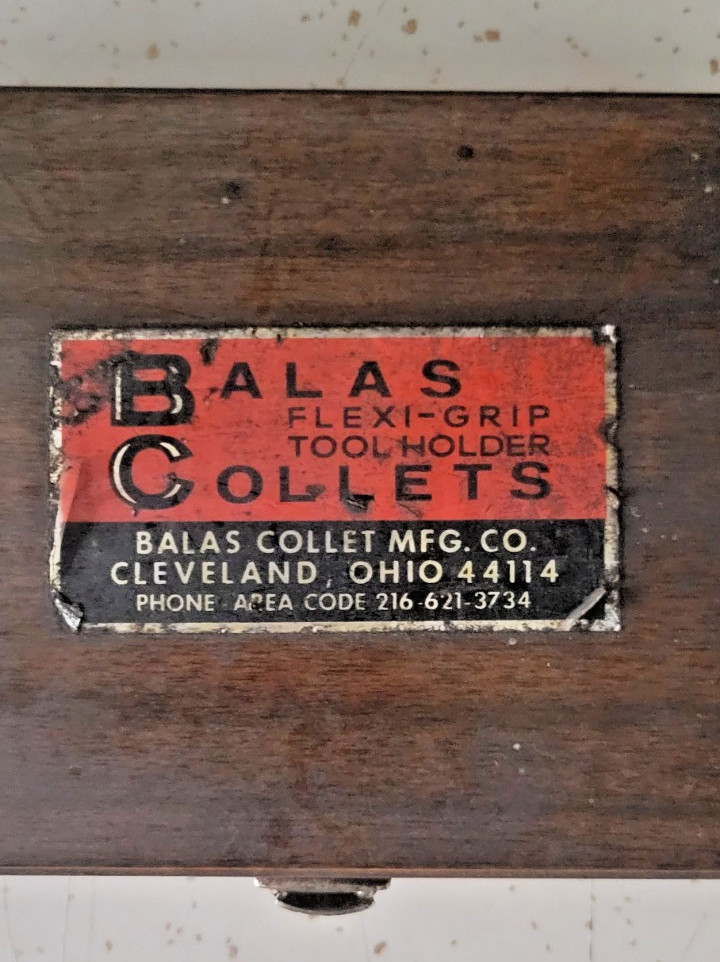 BALAS
FLEXI-GRIP
TOOL HOLDER
COLLETS
BALAS COLLET MFG. CO.
CLEVELAND, OHIO 44114
PHONE AREA CODE 216-621-3734